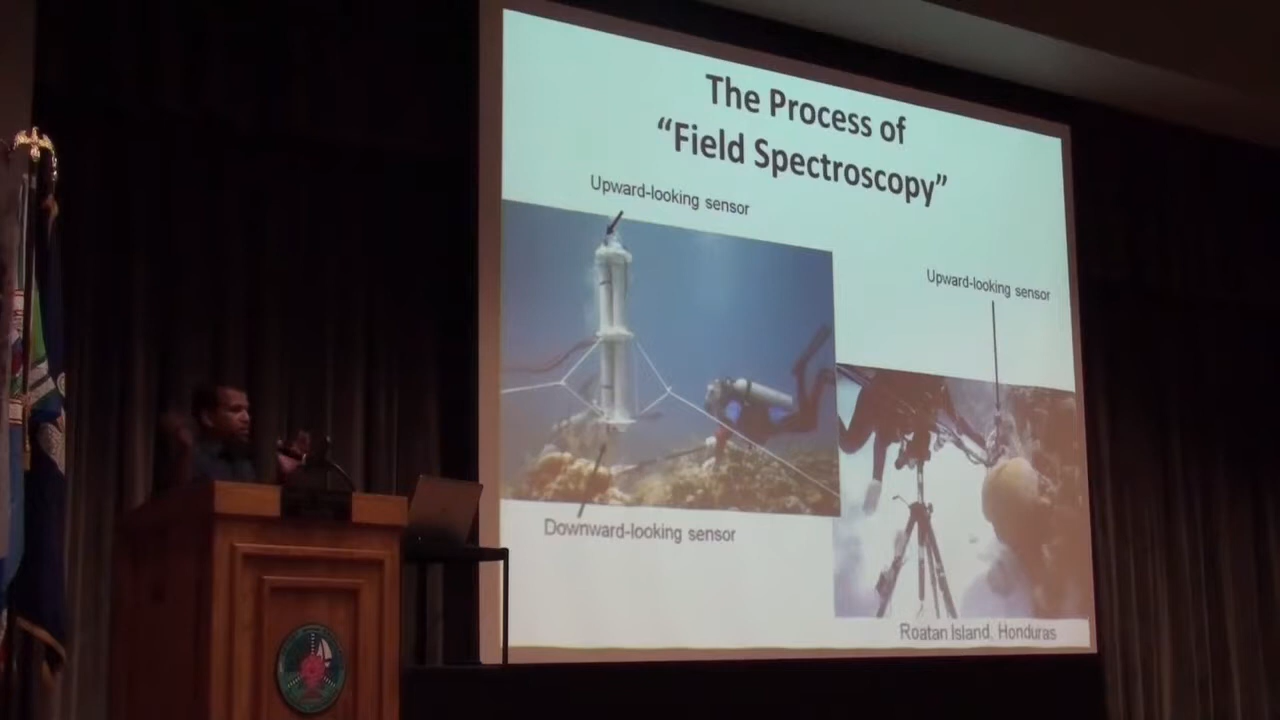 The Process of
“Field Spectroscopy”
Upward-looking sensor
Upward-looking sensor
Downward-looking sensor
Roatan Island, Honduras